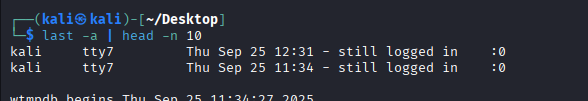 ┌──(kali㉿kali)-[~/Desktop]
└─$ last -a | head -n 10
kali     tty7         Thu Sep 25 12:31 - still logged in    :0
kali     tty7         Thu Sep 25 11:34 - still logged in    :0
wtmpdb begins Thu Sep 25 11:34:27 2025